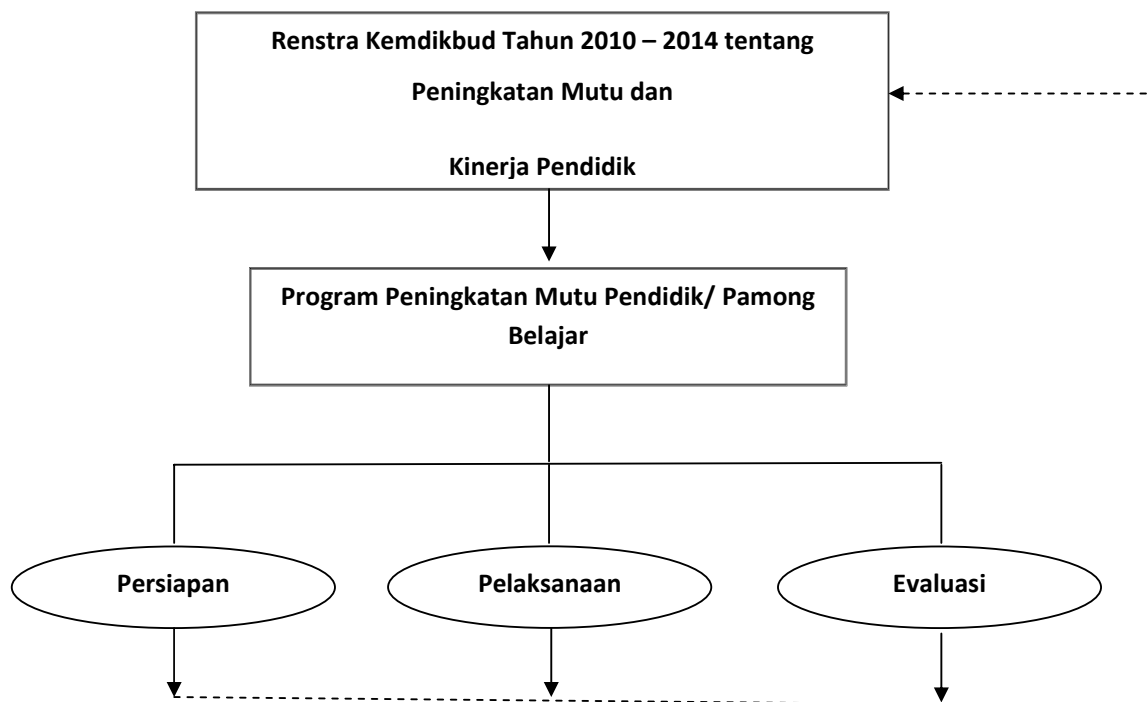 Renstra Kemdikbud Tahun 2010 – 2014 tentang
Peningkatan Mutu dan
Kinerja Pendidik
Program Peningkatan Mutu Pendidik/ Pamong
Belajar
Persiapan
Pelaksanaan
Evaluasi